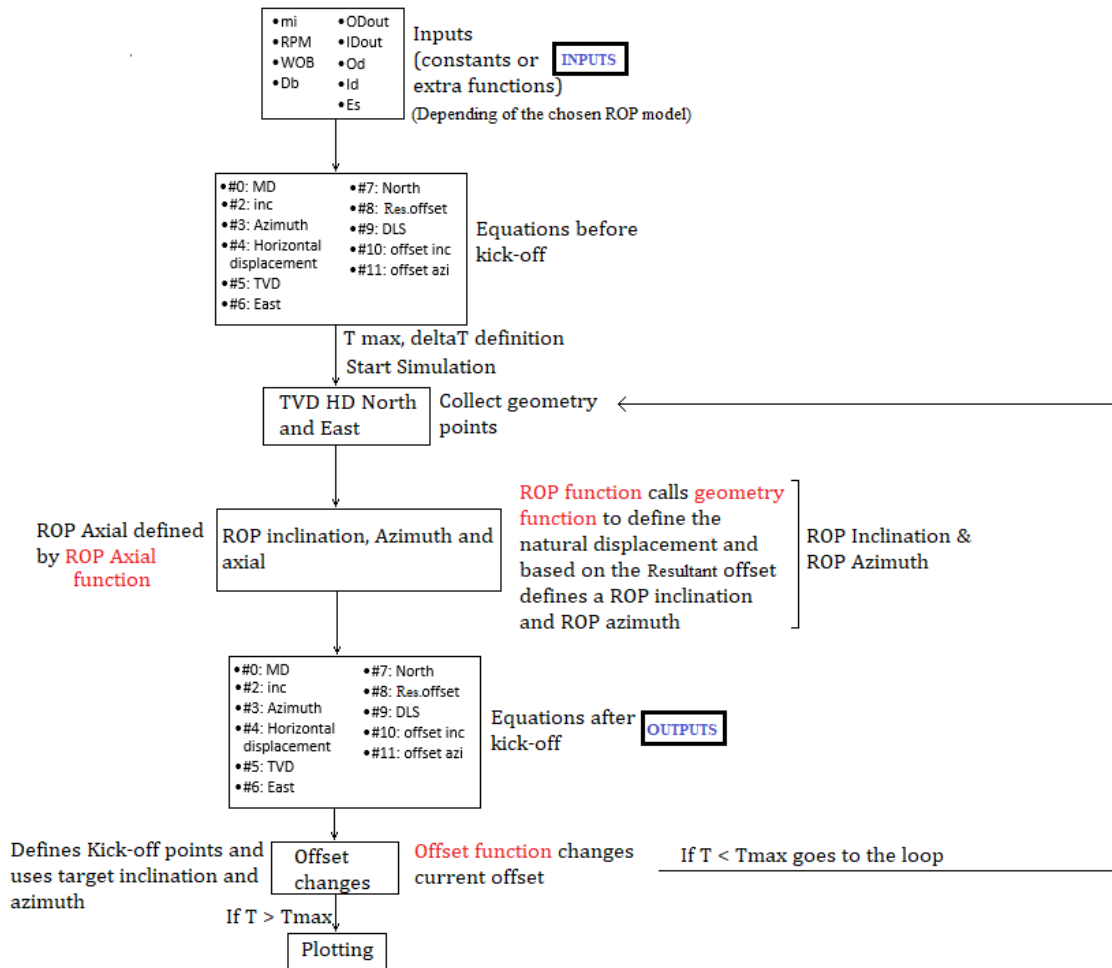 •mi
•RPM
•WOB
•Db
•ODout
•IDout
•Od
•Id
•Es
Inputs
(constants or
extra functions)
INPUTS
(Depending of the chosen ROP model)
•#0: MD
•#2: inc
•#3: Azimuth
•#4: Horizontal
displacement
•#5: TVD
•#6: East
•#7: North
•#8: Res.offset
•#9: DLS
•#10: offset inc
•#11: offset azi
Equations before
kick-off
T max, deltaT definition
Start Simulation
TVD HD North
and East
Collect geometry
points
ROP Axial defined
by ROP Axial
function
ROP inclination, Azimuth and
axial
ROP function calls geometry
function to define the
natural displacement and
based on the Resultant offset
defines a ROP inclination
and ROP azimuth
ROP Inclination &
ROP Azimuth
•#0: MD
•#2: inc
•#3: Azimuth
•#4: Horizontal
displacement
•#5: TVD
•#6: East
•#7: North
•#8: Res.offset
•#9: DLS
•#10: offset inc
•#11: offset azi
Equations after
kick-off
OUTPUTS
Defines Kick-off points and
uses target inclination and
azimuth
Offset
changes
Offset function changes
current offset
If T < Tmax goes to the loop
If T > Tmax
Plotting